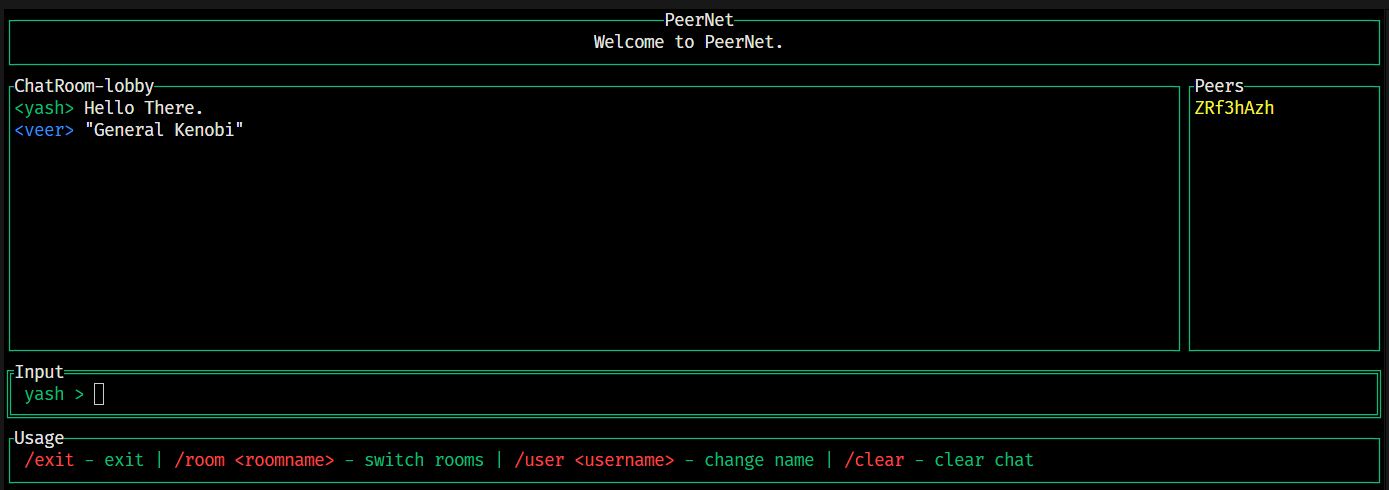 PeerNet
Welcome to PeerNet.
ChatRoom-lobby
<yash> Hello There.
<veer> "General Kenobi"
Peers
ZRf3hAzh
Input
yash >
Usage
/exit - exit | /room <roomname> - switch rooms | /user <username> - change name | /clear - clear chat